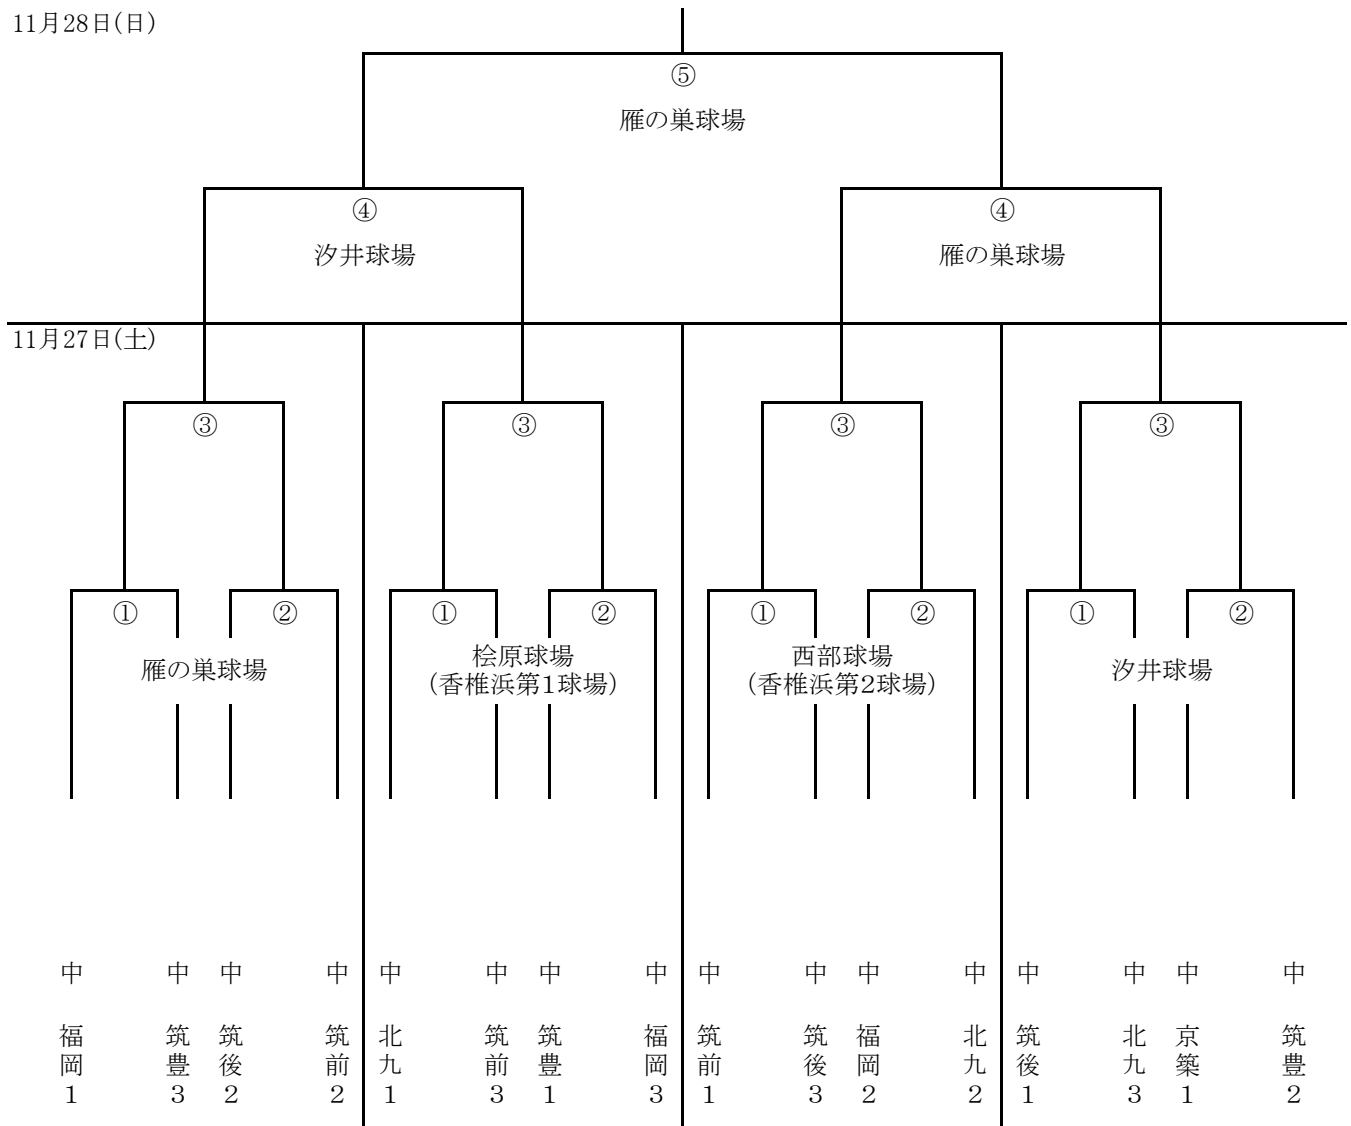 11月28日(日)
⑤
雁の巣球場
④
汐井球場
④
雁の巣球場
11月27日(土)
③
③
③
③
①
②
①
②
①
②
①
②
雁の巣球場
桧原球場
(香椎浜第1球場)
西部球場
(香椎浜第2球場)
汐井球場
中 福岡1
中 筑豊3
中 筑後2
中 筑前2
中 北九1
中 筑前3
中 筑豊1
中 福岡3
中 筑前1
中 筑後3
中 福岡2
中 北九2
中 筑後1
中 北九3
中 京築1
中 筑豊2